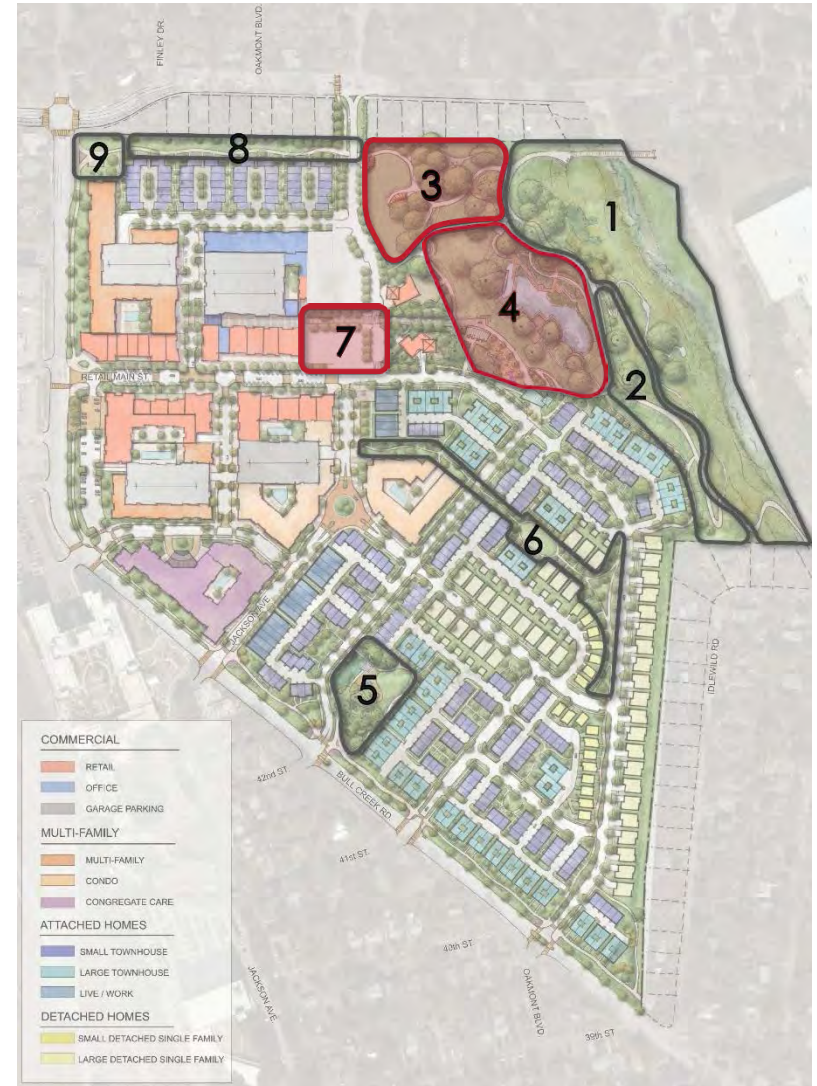 FINLEY DR.
OAKMONT BLVD.
9
8
3
1
4
7
2
RETAIL MAIN ST.
6
5
JACKSON AVE
IDLEWILD RD
42nd ST.
BULL CREEK RD
41st ST.
40th ST.
JACKSON AVE
OAKMONT BLVD
39th ST.
COMMERCIAL
RETAIL
OFFICE
GARAGE PARKING
MULTI-FAMILY
MULTI-FAMILY
CONDO
CONGREGATE CARE
ATTACHED HOMES
SMALL TOWNHOUSE
LARGE TOWNHOUSE
LIVE / WORK
DETACHED HOMES
SMALL DETACHED SINGLE FAMILY
LARGE DETACHED SINGLE FAMILY